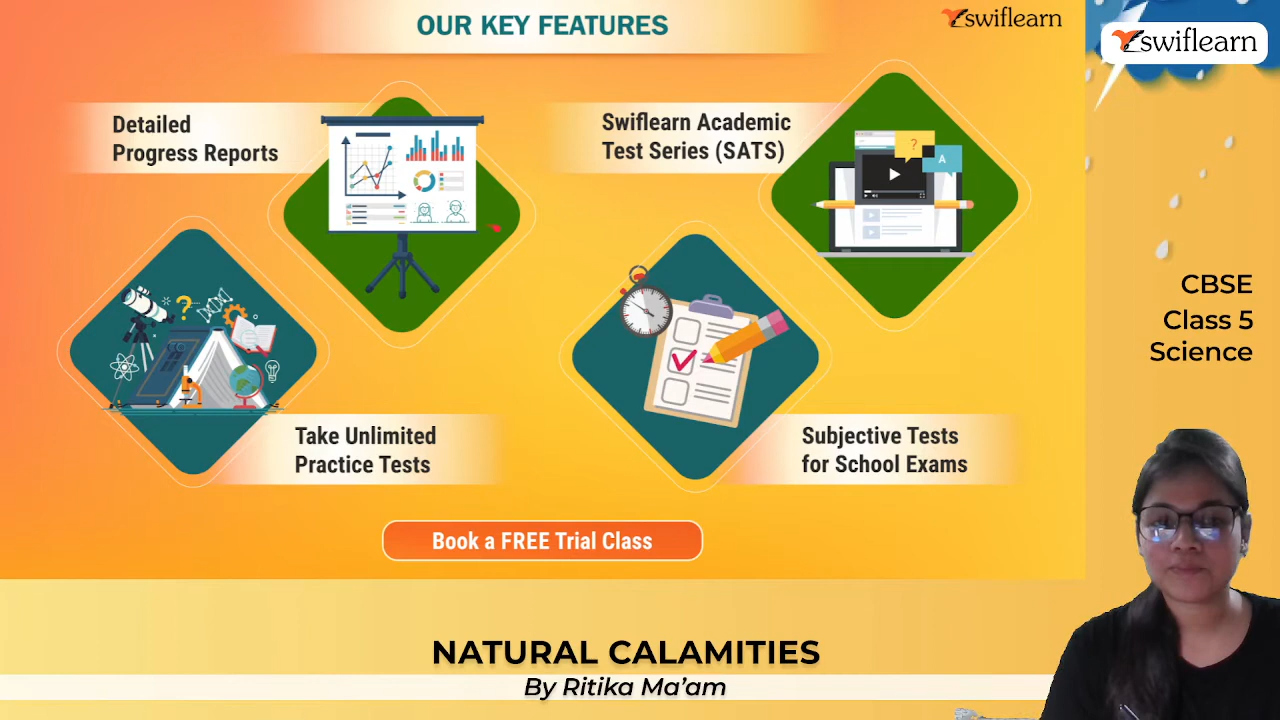 OUR KEY FEATURES
swiflearn
swiflearn
Detailed
Progress Reports
Swiflearn Academic
Test Series (SATS)
?
A
?
CBSE
Class 5
Science
Take Unlimited
Practice Tests
Subjective Tests
for School Exams
Book a FREE Trial Class
NATURAL CALAMITIES
By Ritika Ma'am